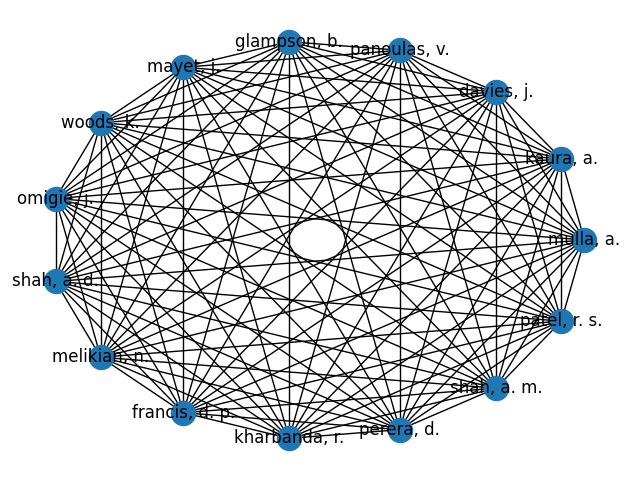 glampson, b.
panoulas, v.
mayet, j.
davies, j.
woods, k.
kaura, a.
omigie, j.
mulla, a.
shah, a. d.
patel, r. s.
melikian, n.
shah, a. m.
francis, d. p.
perera, d.
kharbanda, r.